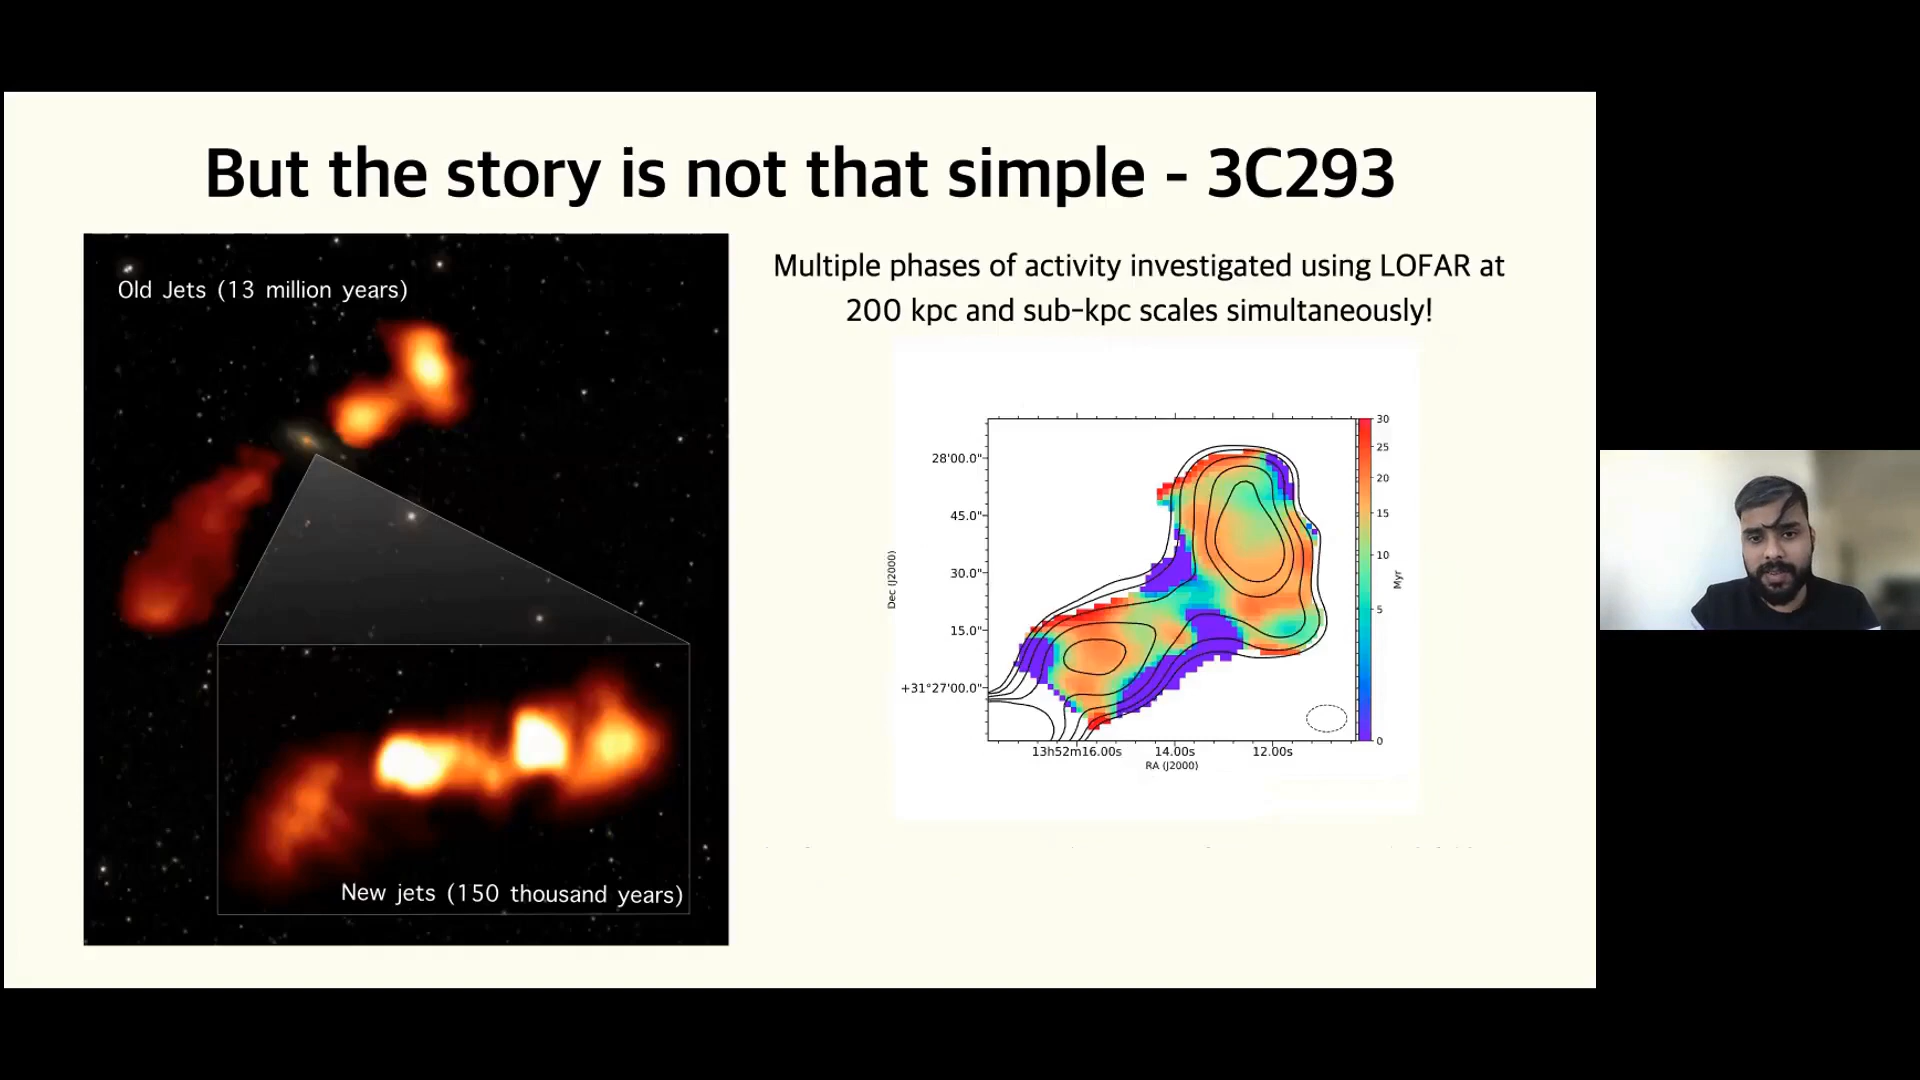 But the story is not that simple - 3C293
Old Jets (13 million years)
New jets (150 thousand years)
Multiple phases of activity investigated using LOFAR at
200 kpc and sub-kpc scales simultaneously!
28'00.0"
45.0"
30.0"
15.0"
+31°27'00.0"
Dec (J2000)
13h52m16.00s 14.00s 12.00s
RA (J2000)
30
25
20
15
10
5
0
Myr